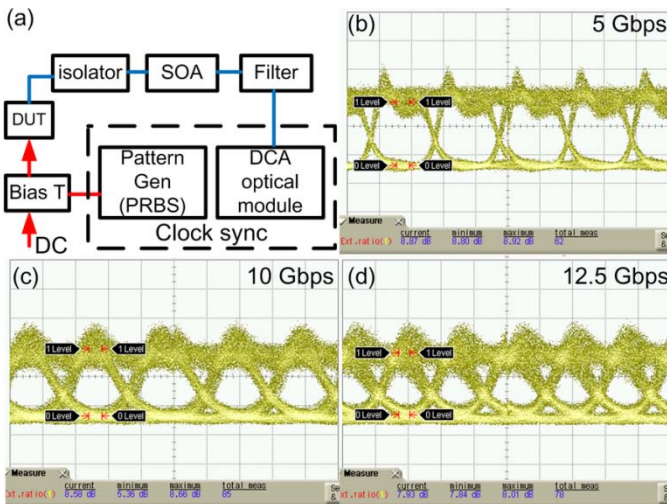 (a)
isolator
SOA
Filter
DUT
Bias T
Pattern
Gen
(PRBS)
DCA
optical
module
Clock sync
DC
(b)
5 Gbps
1 Level 1 Level
0 Level 0 Level
Measure
current minimum maximum total meas
Ext.ratio( ) 8.87 dB 8.80 dB 8.92 dB 62
(c)
10 Gbps
1 Level 1 Level
0 Level 0 Level
Measure
current minimum maximum total meas
Ext.ratio( ) 8.58 dB 5.36 dB 8.66 dB 85
(d)
12.5 Gbps
1 Level 1 Level
0 Level 0 Level
Measure
current minimum maximum total meas
Ext.ratio( ) 7.93 dB 7.84 dB 8.01 dB 78